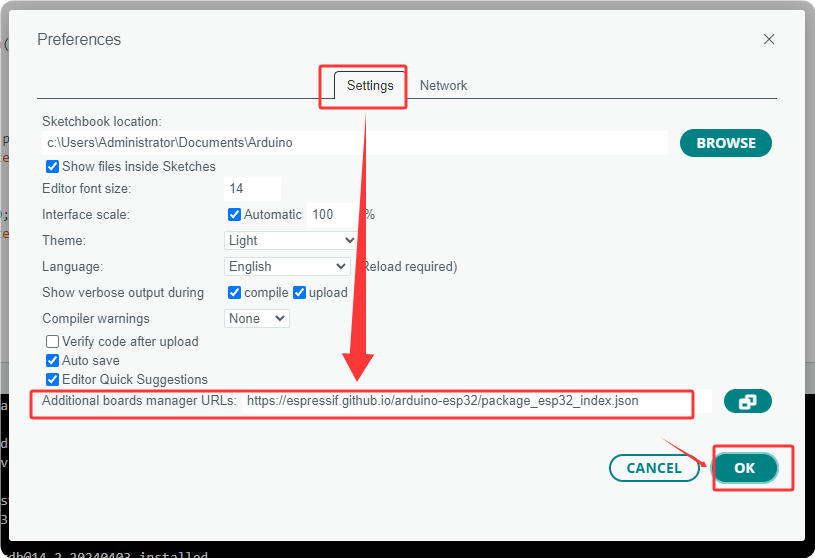 Preferences
Settings
Network
Sketchbook location:
c:\Users\Administrator\Documents\Arduino
BROWSE
Show files inside Sketches
Editor font size: 14
Interface scale: Automatic 100 %
Theme: Light
Language: English Reload required)
Show verbose output during compile upload
Compiler warnings None
Verify code after upload
Auto save
Editor Quick Suggestions
Additional boards manager URLs: https://espressif.github.io/arduino-esp32/package_esp32_index.json
CANCEL
OK
db@14.2_20240403 installed